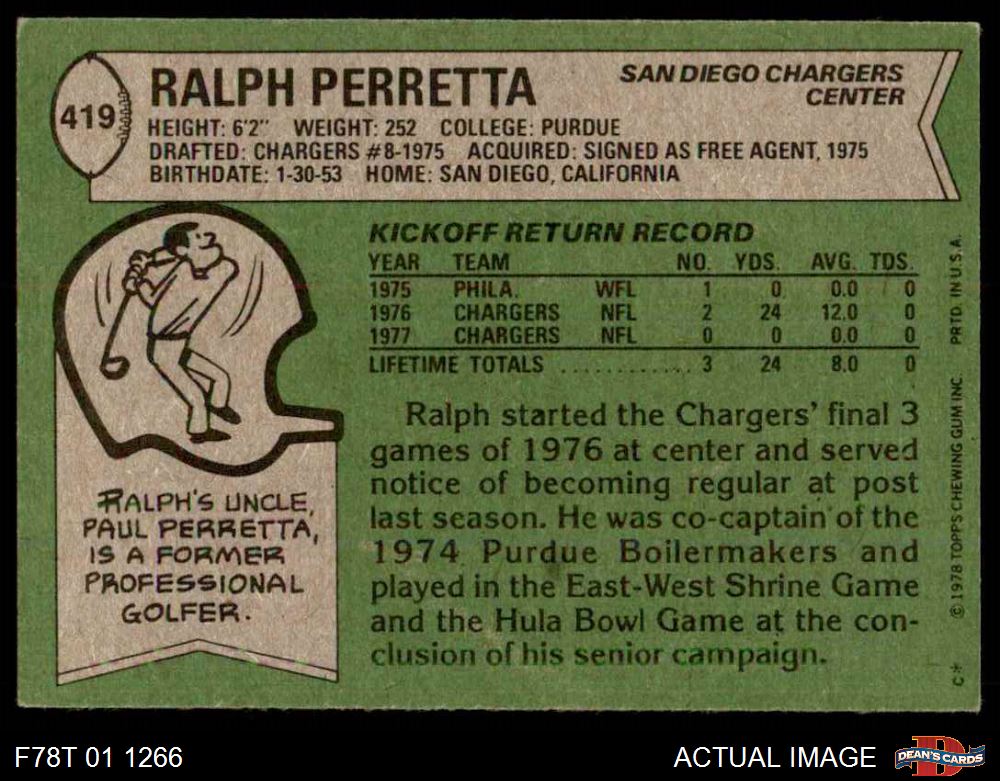 419
RALPH PERRETTA
SAN DIEGO CHARGERS
CENTER
HEIGHT: 6'2" WEIGHT: 252 COLLEGE: PURDUE
DRAFTED: CHARGERS #8-1975 ACQUIRED: SIGNED AS FREE AGENT, 1975
BIRTHDATE: 1-30-53 HOME: SAN DIEGO, CALIFORNIA
KICKOFF RETURN RECORD
YEAR TEAM NO. YDS. AVG. TDS.
1975 PHILA. WFL 1 0 0.0 0
1976 CHARGERS NFL 2 24 12.0 0
1977 CHARGERS NFL 0 0 0.0 0
LIFETIME TOTALS ............ 3 24 8.0 0
Ralph started the Chargers' final 3
games of 1976 at center and served
notice of becoming regular at post
last season. He was co-captain of the
1974 Purdue Boilermakers and
played in the East-West Shrine Game
and the Hula Bowl Game at the con-
clusion of his senior campaign.
RALPH'S UNCLE,
PAUL PERRETTA,
IS A FORMER
PROFESSIONAL
GOLFER.
C* © 1978 TOPPS CHEWING GUM INC. PRTD. IN U.S.A.
F78T 01 1266
ACTUAL IMAGE
D
DEAN'S CARDS